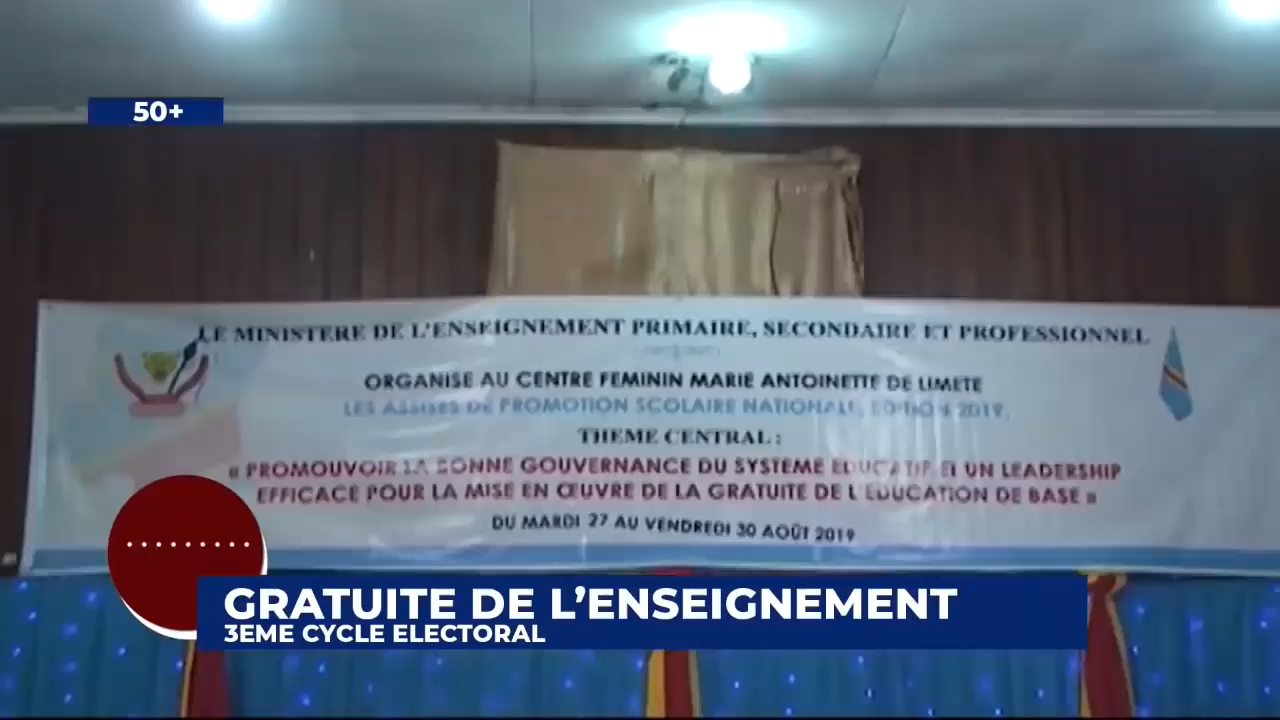 50+
LE MINISTERE DE L'ENSEIGNEMENT PRIMAIRE, SECONDAIRE ET PROFESSIONNEL
ORGANISE AU CENTRE FEMININ MARIE ANTOINETTE DE LIMETE
LES ASSISES DE PROMOTION SCOLAIRE NATIONALE, EDITION 2019.
THEME CENTRAL :
« PROMOUVOIR LA BONNE GOUVERNANCE DU SYSTEME EDUCATIF ET UN LEADERSHIP
EFFICACE POUR LA MISE EN ŒUVRE DE LA GRATUITE DE L'EDUCATION DE BASE »
DU MARDI 27 AU VENDREDI 30 AOÛT 2019
GRATUITE DE L'ENSEIGNEMENT
3EME CYCLE ELECTORAL